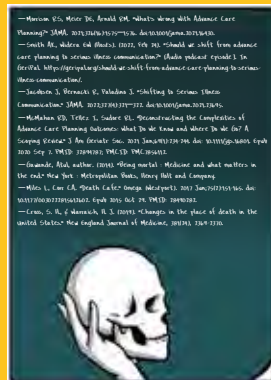 —Morrison RS, Meier DE, Arnold RM. "What's Wrong With Advance Care
Planning?" JAMA. 2021;326(16):1575–1576. doi:10.1001/jama.2021.16430.
—Smith AK, Widera EW (Hosts). (2022, Feb 24). "Should we shift from advance
care planning to serious illness communication?" [Audio podcast episode]. In
GeriPal. https://geripal.org/should-we-shift-from-advance-care-planning-to-serious-
illness-communication/.
—Jacobsen J, Bernacki R, Paladino J. "Shifting to Serious Illness
Communication." JAMA. 2022;327(4):321–322. doi:10.1001/jama.2021.23695.
—McMahan RD, Tellez I, Sudore RL. "Deconstructing the Complexities of
Advance Care Planning Outcomes: What Do We Know and Where Do We Go? A
Scoping Review." J Am Geriatr Soc. 2021 Jan;69(1):234-244. doi: 10.1111/jgs.16801. Epub
2020 Sep 7. PMID: 32894787; PMCID: PMC7856112.
—Gawande, Atul, author. (2014). "Being mortal : Medicine and what matters in
the end." New York : Metropolitan Books, Henry Holt and Company.
—Miles L, Corr CA. "Death Cafe." Omega (Westport). 2017 Jun;75(2):151-165. doi:
10.1177/0030222815612602. Epub 2015 Oct 29. PMID: 28490282.
—Cross, S. H., & Warraich, H. J. (2019). "Changes in the place of death in the
United States." New England Journal of Medicine, 381(24), 2369-2370.